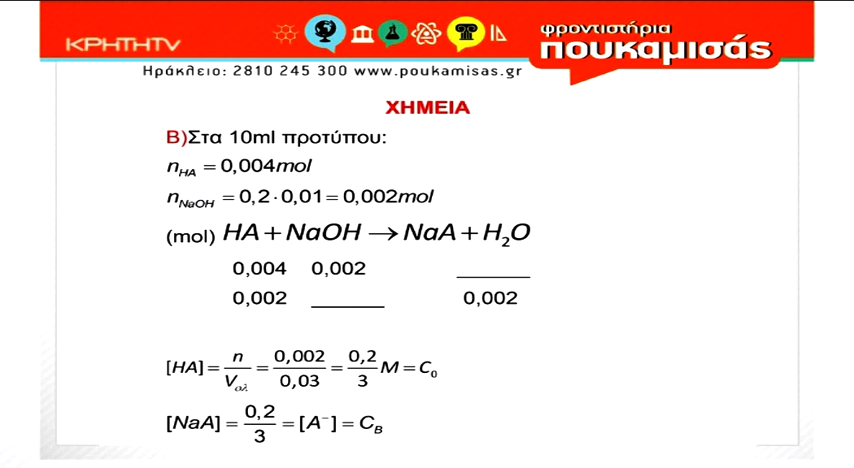 ΚΡΗΤΗTV
φροντιστήρια
πουκαμισάς
Ηράκλειο: 2810 245 300 www.poukamisas.gr
ΧΗΜΕΙΑ
Β)Στα 10ml προτύπου:
n_HA = 0,004mol
n_NaOH = 0,2·0,01 = 0,002mol
(mol) HA + NaOH → NaA + H₂O
0,004 0,002 ______
0,002 ______ 0,002
[HA] = n/V_ολ = 0,002/0,03 = 0,2/3 M = C₀
[NaA] = 0,2/3 = [A⁻] = C_B